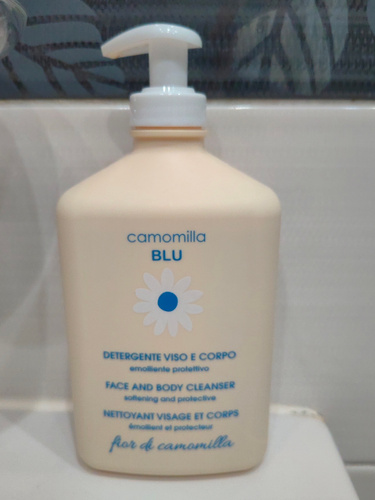 camomilla
BLU
DETERGENTE VISO E CORPO
emolliente protettivo
FACE AND BODY CLEANSER
softening and protective
NETTOYANT VISAGE ET CORPS
émollient et protecteur
fior di camomilla